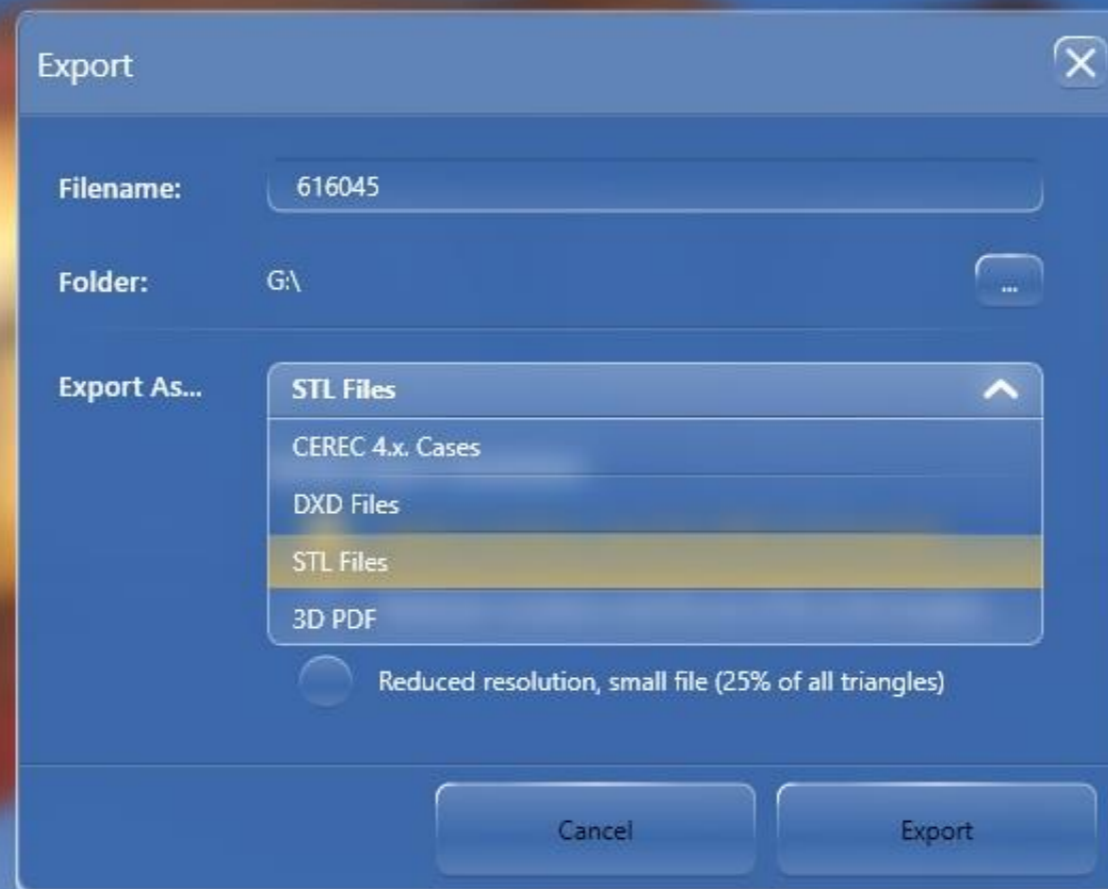 Export
Filename: 616045
Folder: G:\ ...
Export As... STL Files
CEREC 4.x. Cases
DXD Files
STL Files
3D PDF
Reduced resolution, small file (25% of all triangles)
Cancel Export